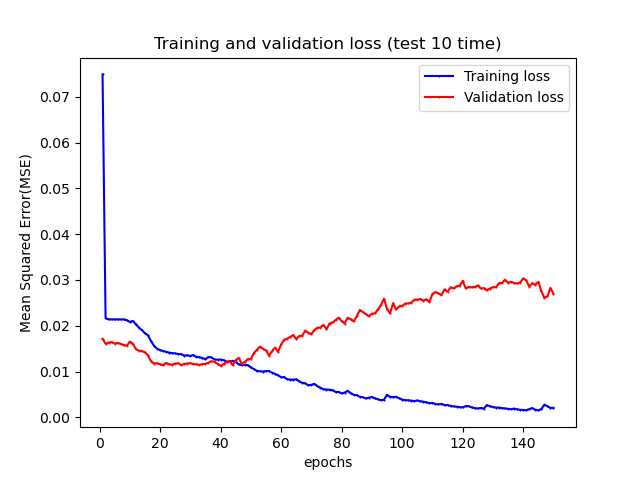 Training and validation loss (test 10 time)
Training loss
Validation loss
Mean Squared Error(MSE)
0.07
0.06
0.05
0.04
0.03
0.02
0.01
0.00
0 20 40 60 80 100 120 140
epochs